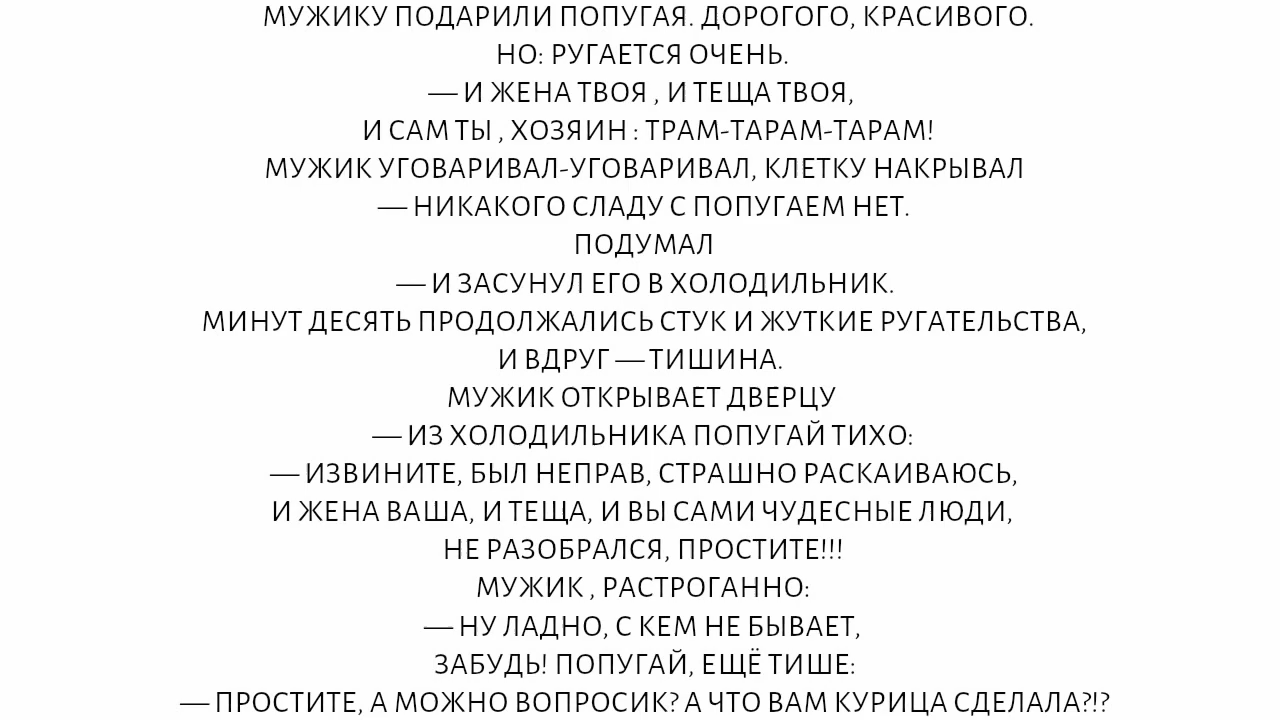 МУЖИКУ ПОДАРИЛИ ПОПУГАЯ. ДОРОГОГО, КРАСИВОГО.
НО: РУГАЕТСЯ ОЧЕНЬ.
— И ЖЕНА ТВОЯ , И ТЕЩА ТВОЯ,
И САМ ТЫ , ХОЗЯИН : ТРАМ-ТАРАМ-ТАРАМ!
МУЖИК УГОВАРИВАЛ-УГОВАРИВАЛ, КЛЕТКУ НАКРЫВАЛ
— НИКАКОГО СЛАДУ С ПОПУГАЕМ НЕТ.
ПОДУМАЛ
— И ЗАСУНУЛ ЕГО В ХОЛОДИЛЬНИК.
МИНУТ ДЕСЯТЬ ПРОДОЛЖАЛИСЬ СТУК И ЖУТКИЕ РУГАТЕЛЬСТВА,
И ВДРУГ — ТИШИНА.
МУЖИК ОТКРЫВАЕТ ДВЕРЦУ
— ИЗ ХОЛОДИЛЬНИКА ПОПУГАЙ ТИХО:
— ИЗВИНИТЕ, БЫЛ НЕПРАВ, СТРАШНО РАСКАИВАЮСЬ,
И ЖЕНА ВАША, И ТЕЩА, И ВЫ САМИ ЧУДЕСНЫЕ ЛЮДИ,
НЕ РАЗОБРАЛСЯ, ПРОСТИТЕ!!!
МУЖИК , РАСТРОГАННО:
— НУ ЛАДНО, С КЕМ НЕ БЫВАЕТ,
ЗАБУДЬ! ПОПУГАЙ, ЕЩЁ ТИШЕ:
— ПРОСТИТЕ, А МОЖНО ВОПРОСИК? А ЧТО ВАМ КУРИЦА СДЕЛАЛА?!?